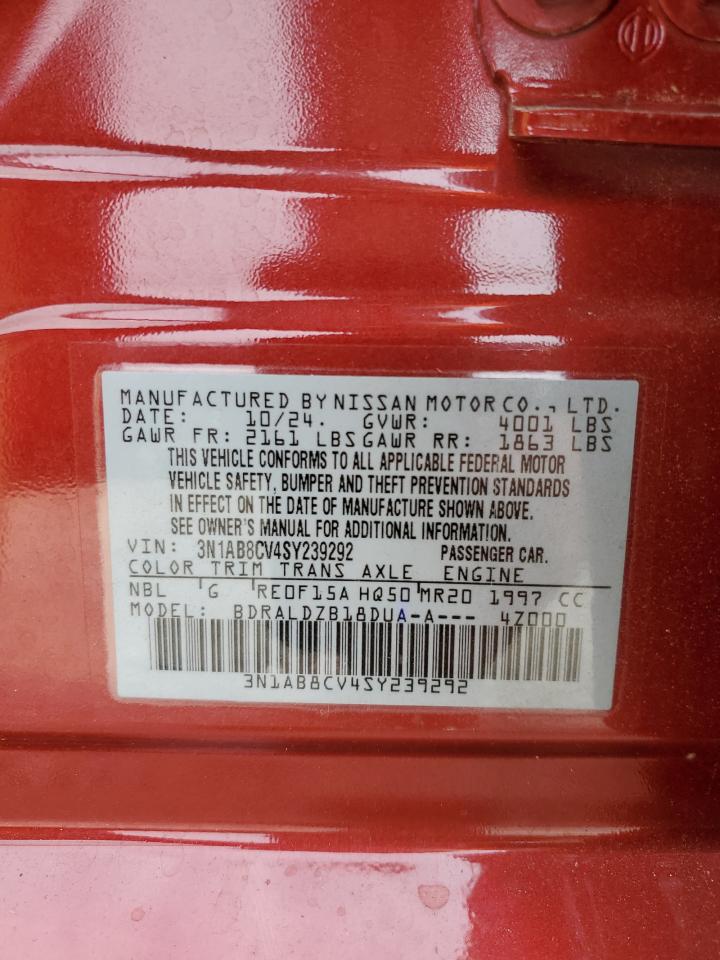 MANUFACTURED BY NISSAN MOTOR CO., LTD.
DATE: 10/24. GVWR: 4001 LBS
GAWR FR: 2161 LBS GAWR RR: 1863 LBS
THIS VEHICLE CONFORMS TO ALL APPLICABLE FEDERAL MOTOR
VEHICLE SAFETY, BUMPER AND THEFT PREVENTION STANDARDS
IN EFFECT ON THE DATE OF MANUFACTURE SHOWN ABOVE.
SEE OWNER'S MANUAL FOR ADDITIONAL INFORMATION.
VIN: 3N1AB8CV4SY239292 PASSENGER CAR.
COLOR TRIM TRANS AXLE ENGINE
NBL 'G RE0F15A HQ50 'MR20 1997 CC
MODEL: BDRALDZB18DUA-A--- 4Z000
3N1AB8CV4SY239292